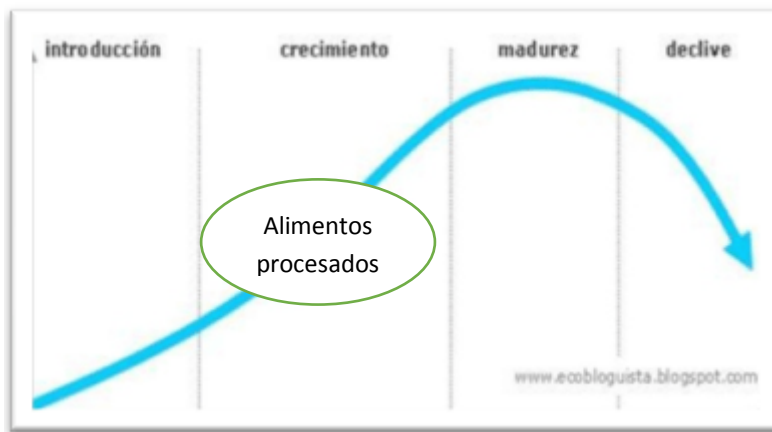 introducción crecimiento madurez declive
Alimentos
procesados
www.ecobloguista.blogspot.com